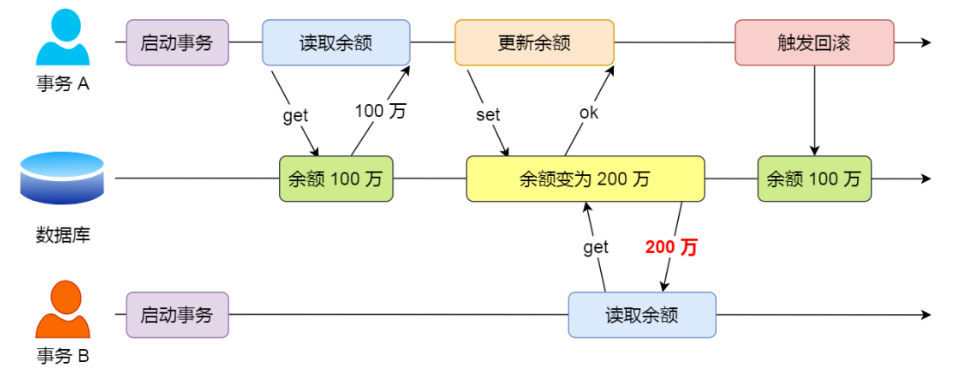 启动事务
读取余额
更新余额
触发回滚
事务 A
get
100 万
set
ok
余额 100 万
余额变为 200 万
余额 100 万
数据库
get
200 万
启动事务
读取余额
事务 B